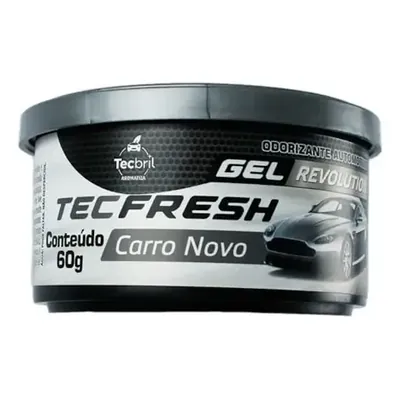 Tecbril
AROMATIZA
ODORIZANTE AUTOMO
GEL REVOLUTION
TECFRESH
Conteúdo
60g
Carro Novo